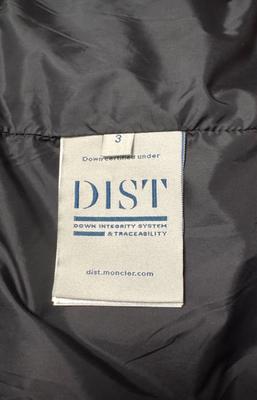 3
Down certified under
DIST
DOWN INTEGRITY SYSTEM
& TRACEABILITY
dist.moncler.com